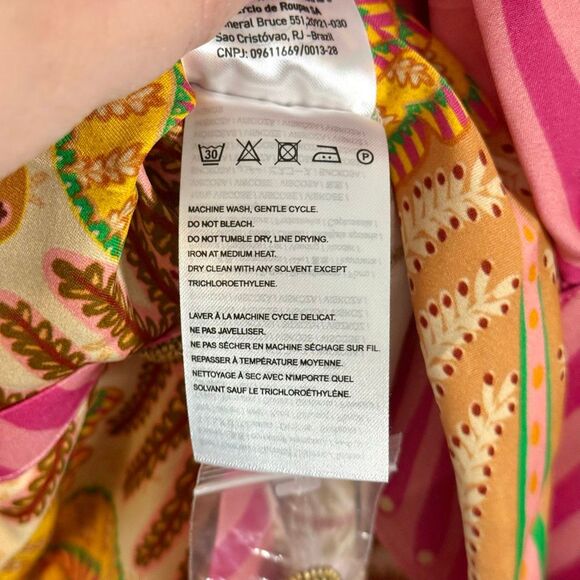 rcio de Roupas SA
neral Bruce 551,20921-030
Sao Cristóvao, RJ -Brazil
CNPJ: 09611669/0013-28
30
P
MACHINE WASH, GENTLE CYCLE.
DO NOT BLEACH.
DO NOT TUMBLE DRY, LINE DRYING.
IRON AT MEDIUM HEAT.
DRY CLEAN WITH ANY SOLVENT EXCEPT
TRICHLOROETHYLENE.
LAVER À LA MACHINE CYCLE DELICAT.
NE PAS JAVELLISER.
NE PAS SÉCHER EN MACHINE SÉCHAGE SUR FIL.
REPASSER À TEMPÉRATURE MOYENNE.
NETTOYAGE À SEC AVEC N'IMPORTE QUEL
SOLVANT SAUF LE TRICHLOROÉTHYLÈNE.